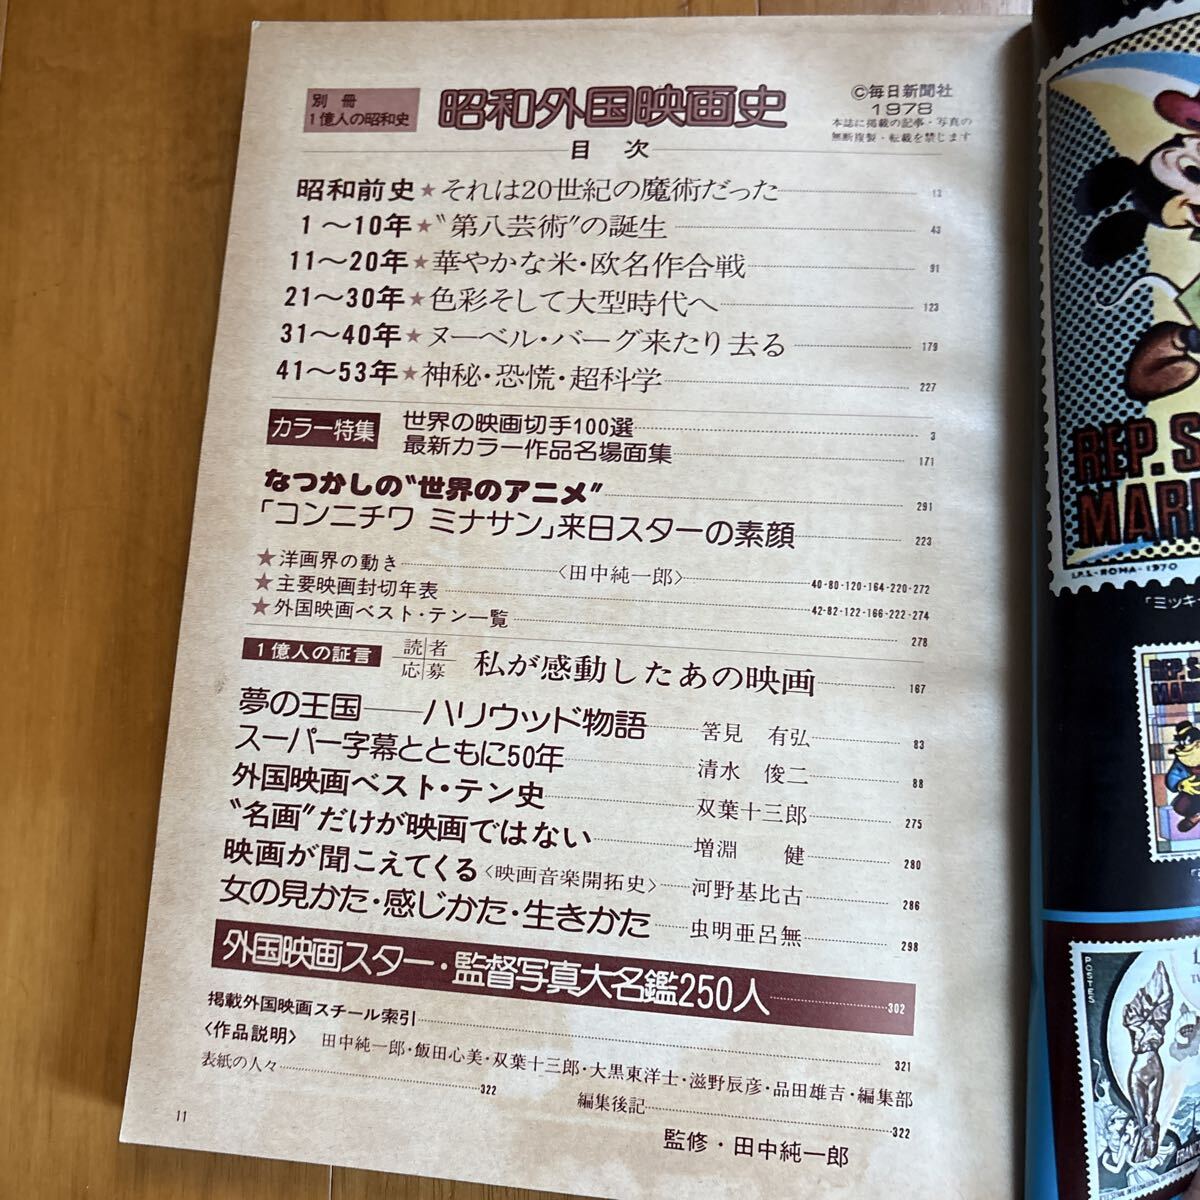 別冊
1億人の昭和史
昭和外国映画史
©毎日新聞社
1978
本誌に掲載の記事・写真の
無断複製・転載を禁じます
目次
昭和前史★それは20世紀の魔術だった 13
1〜10年★〝第八芸術〟の誕生 43
11〜20年★華やかな米・欧名作合戦 91
21〜30年★色彩そして大型時代へ 123
31〜40年★ヌーベル・バーグ来たり去る 179
41〜53年★神秘・恐慌・超科学 227
カラー特集
世界の映画切手100選 3
最新カラー作品名場面集 171
なつかしの〝世界のアニメ〟 291
「コンニチワ ミナサン」来日スターの素顔 223
★洋画界の動き 〈田中純一郎〉 40-80-120-164-220-272
★主要映画封切年表 42-82-122-166-222-274
★外国映画ベスト・テン一覧 278
1億人の証言 読者応募 私が感動したあの映画 167
夢の王国——ハリウッド物語 筈見 有弘 83
スーパー字幕とともに50年 清水 俊二 88
外国映画ベスト・テン史 双葉十三郎 275
〝名画〟だけが映画ではない 増淵 健 280
映画が聞こえてくる〈映画音楽開拓史〉 河野基比古 286
女の見かた・感じかた・生きかた 虫明亜呂無 298
外国映画スター・監督写真大名鑑250人 302
掲載外国映画スチール索引 321
〈作品説明〉 田中純一郎・飯田心美・双葉十三郎・大黒東洋士・滋野辰彦・品田雄吉・編集部
表紙の人々 322
編集後記 322
監修・田中純一郎
11
REP. S
MARI
I.P.S.-ROMA-1970
「ミッキ
REP. S
MAR
POSTES
FRANC